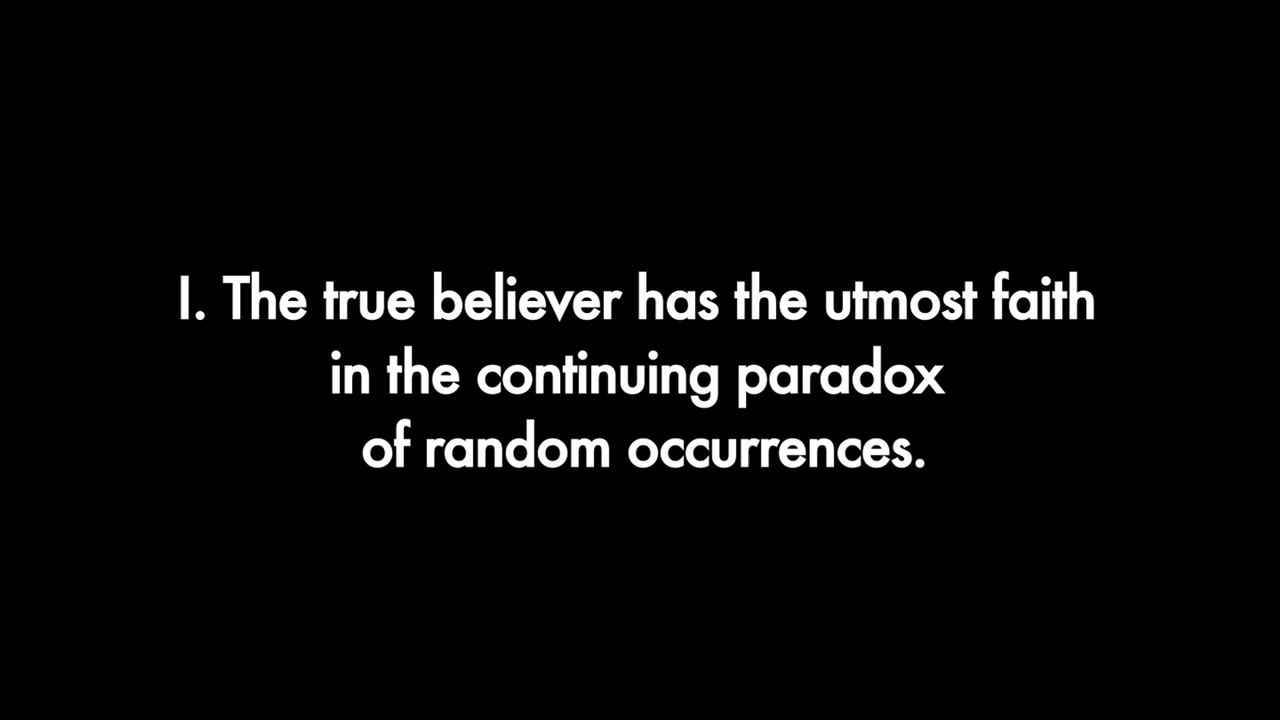 I. The true believer has the utmost faith
in the continuing paradox
of random occurrences.